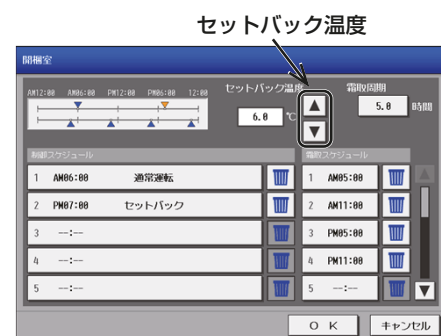 セットバック温度
開梱室
AM12:00 AM06:00 PM12:00 PM06:00 12:00
セットバック温度
霜取周期
6.0 ℃
5.0 時間
制御スケジュール
霜取スケジュール
1 AM06:00 通常運転
1 AM05:00
2 PM07:00 セットバック
2 AM11:00
3 --:--
3 PM05:00
4 --:--
4 PM11:00
5 --:--
5 --:--
OK キャンセル